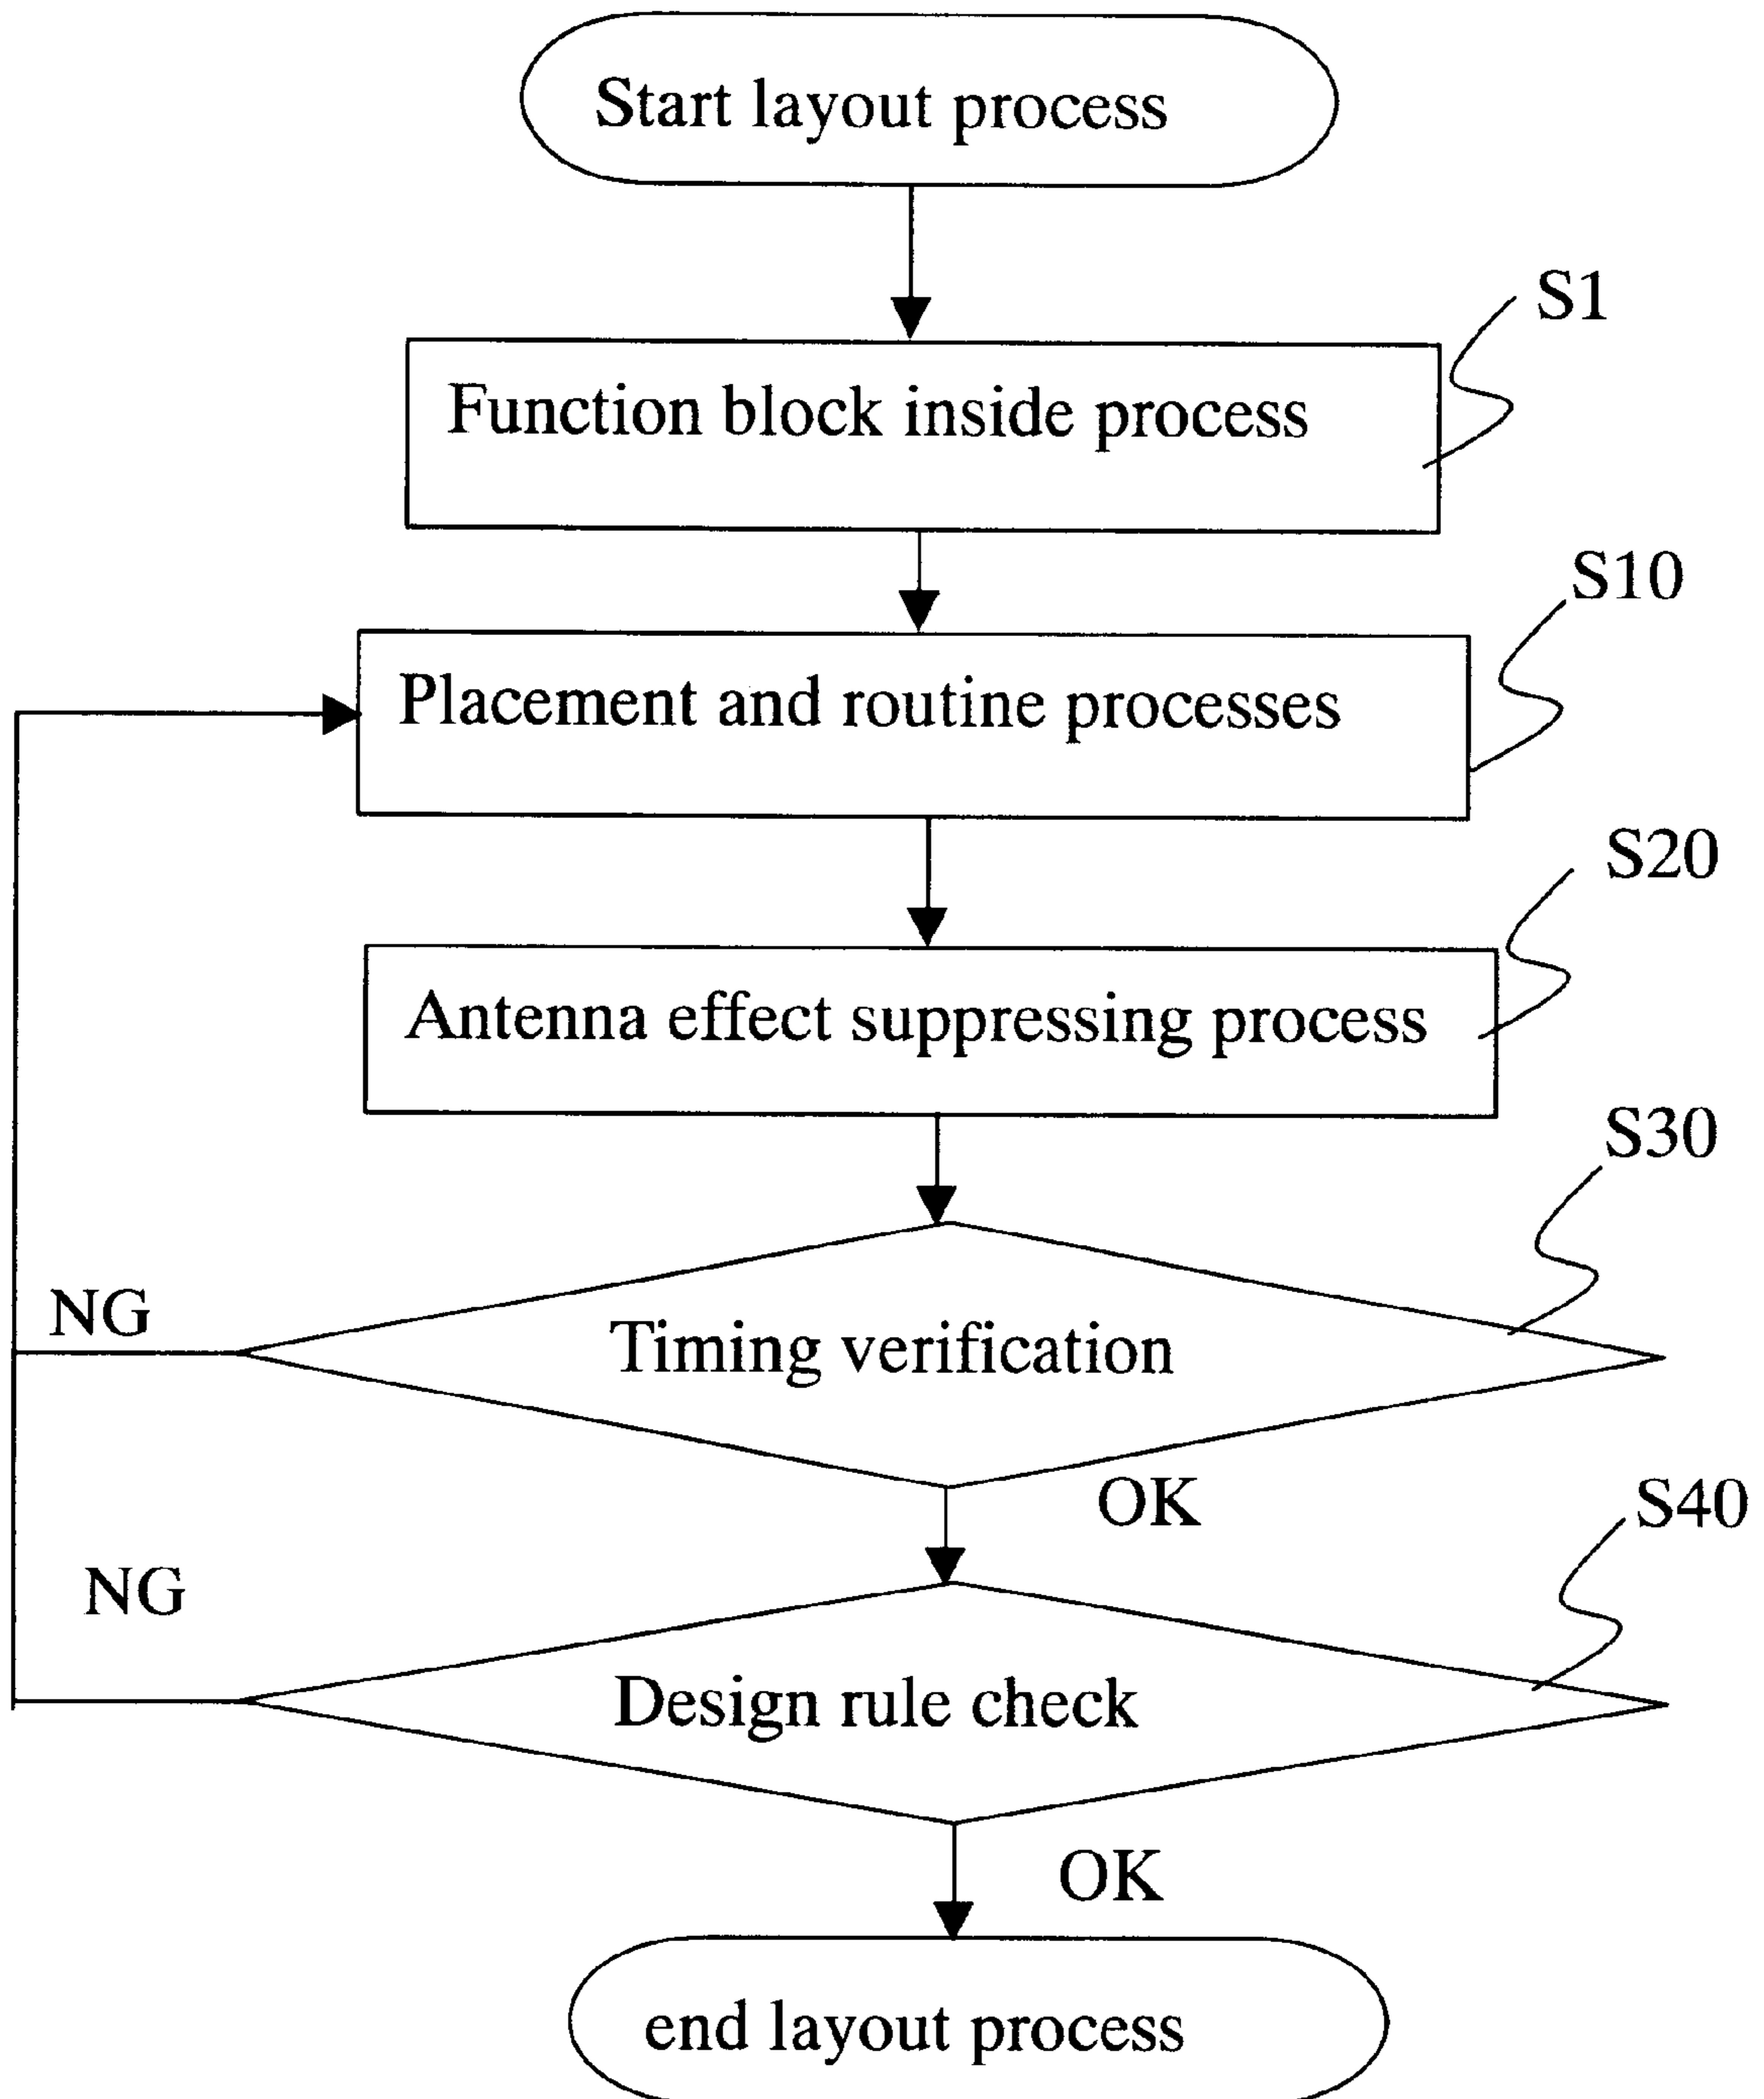 Start layout process
S1
Function block inside process
S10
Placement and routine processes
S20
Antenna effect suppressing process
S30
NG
Timing verification
OK
S40
NG
Design rule check
OK
end layout process